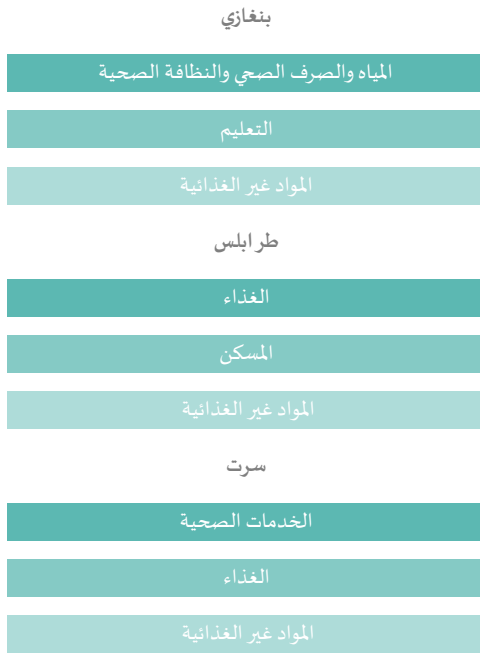 بنغازي
المياه والصرف الصحي والنظافة الصحية
التعليم
المواد غير الغذائية
طرابلس
الغذاء
المسكن
المواد غير الغذائية
سرت
الخدمات الصحية
الغذاء
المواد غير الغذائية